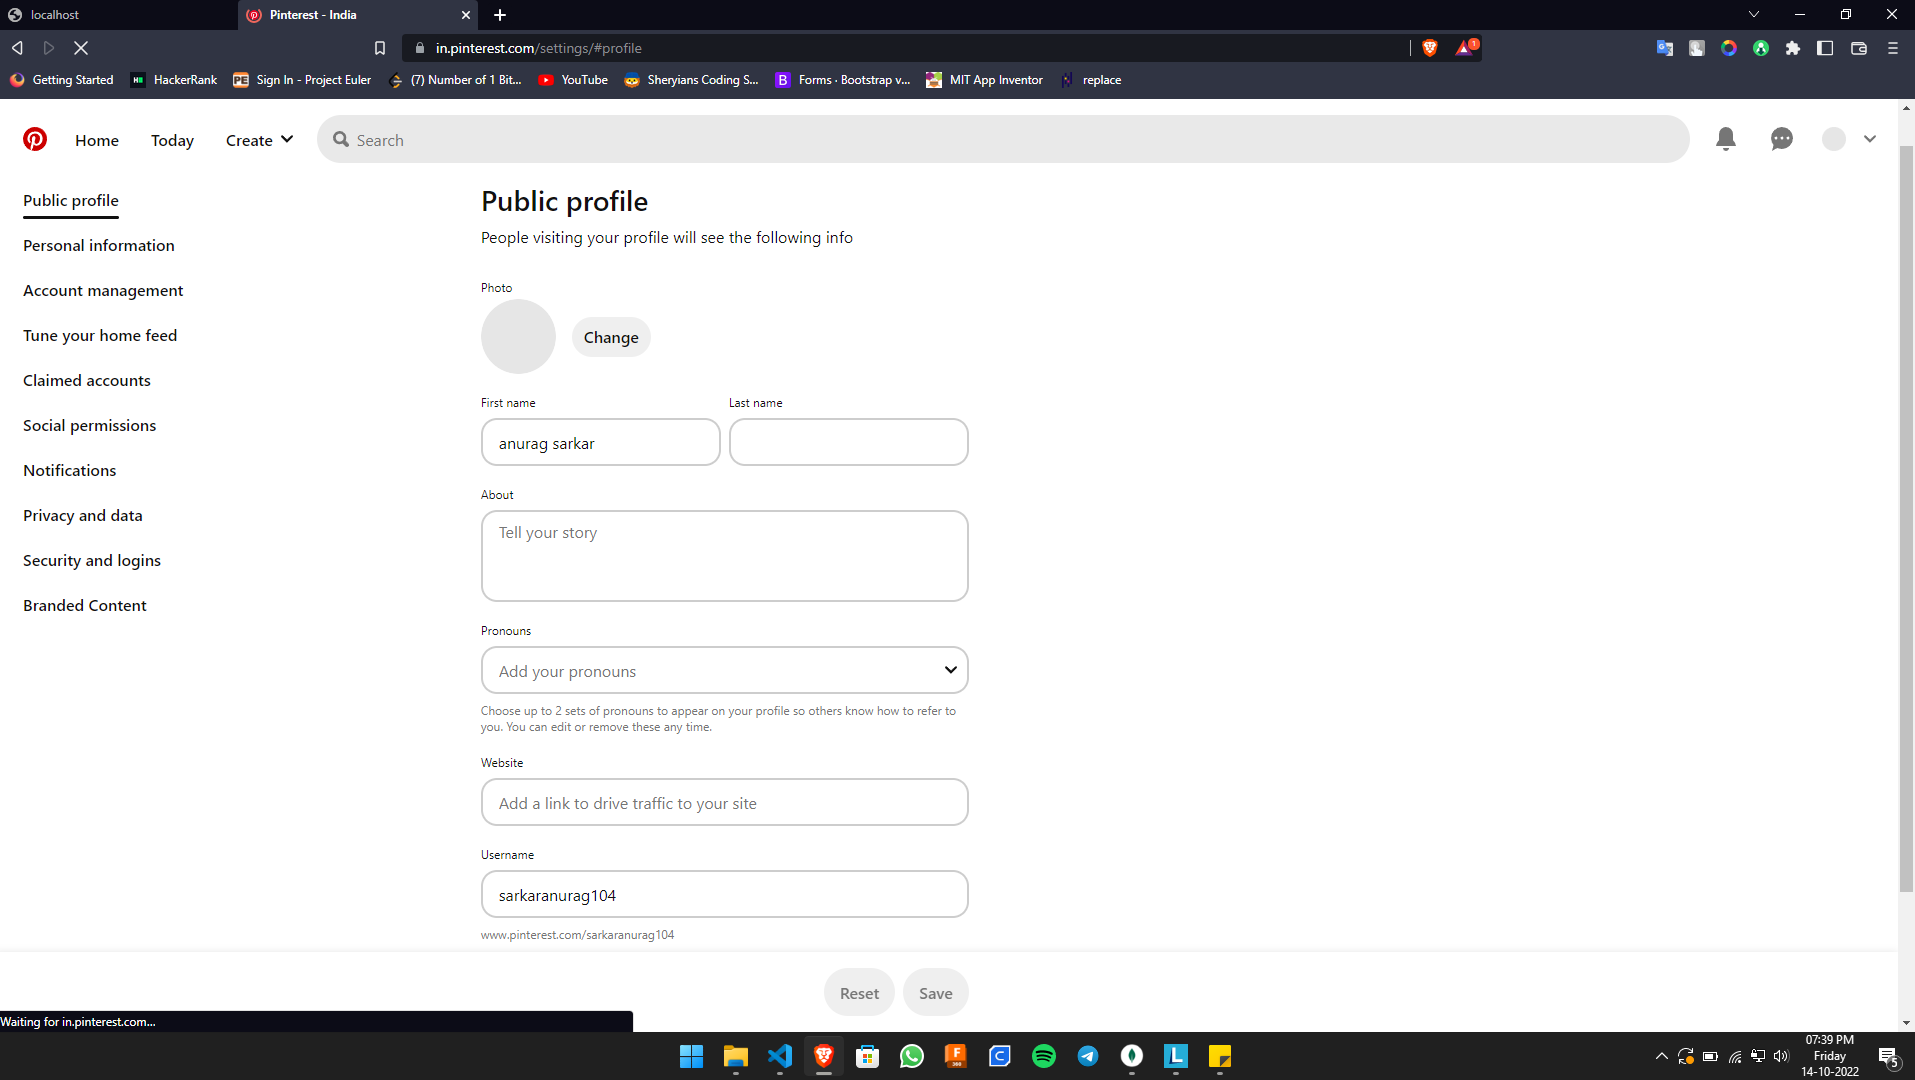 localhost
Pinterest - India
in.pinterest.com/settings/#profile
1
Getting Started
HackerRank
Sign In - Project Euler
(7) Number of 1 Bit...
YouTube
Sheryians Coding S...
Forms · Bootstrap v...
MIT App Inventor
replace
Home
Today
Create
Search
Public profile
Personal information
Account management
Tune your home feed
Claimed accounts
Social permissions
Notifications
Privacy and data
Security and logins
Branded Content
Public profile
People visiting your profile will see the following info
Photo
Change
First name
Last name
anurag sarkar
About
Tell your story
Pronouns
Add your pronouns
Choose up to 2 sets of pronouns to appear on your profile so others know how to refer to
you. You can edit or remove these any time.
Website
Add a link to drive traffic to your site
Username
sarkaranurag104
www.pinterest.com/sarkaranurag104
Reset
Save
Waiting for in.pinterest.com...
07:39 PM
Friday
14-10-2022
5